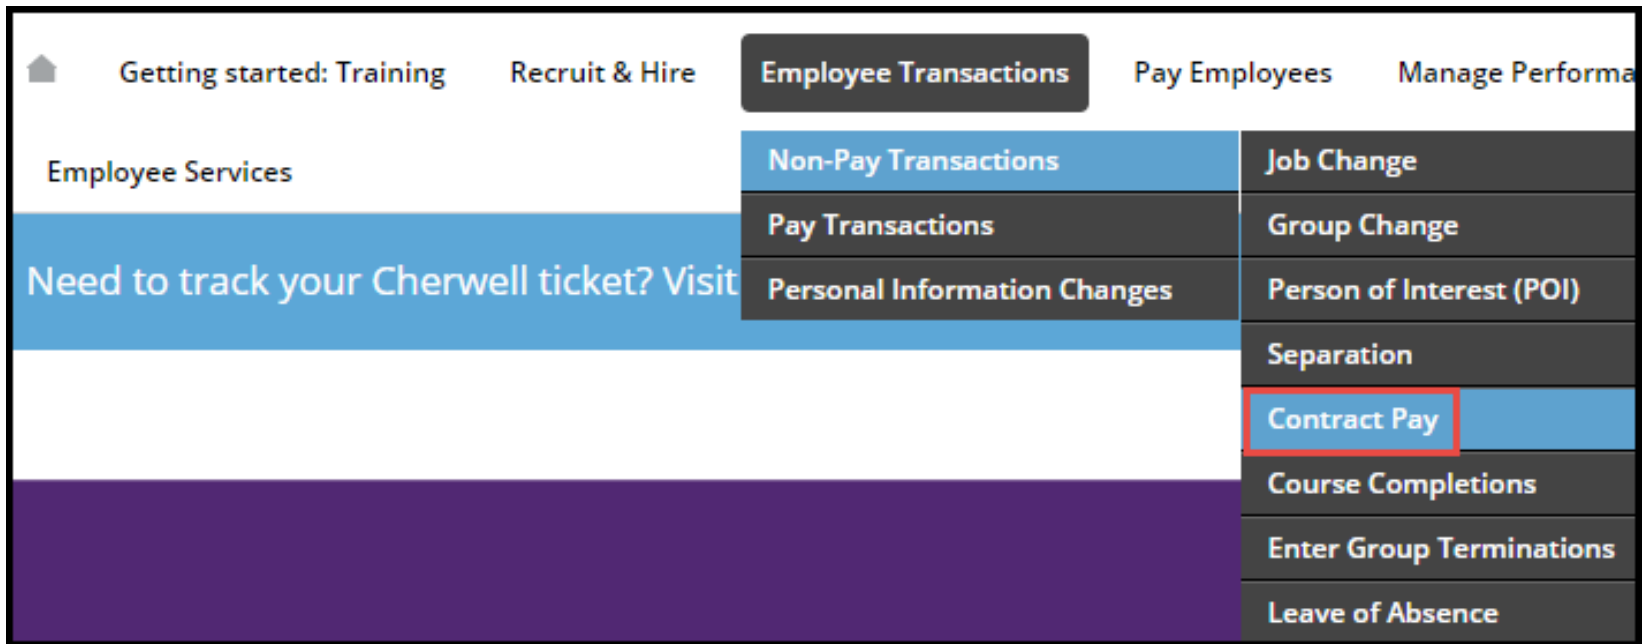 Getting started: Training
Recruit & Hire
Employee Transactions
Pay Employees
Manage Performa
Employee Services
Non-Pay Transactions
Pay Transactions
Personal Information Changes
Job Change
Group Change
Person of Interest (POI)
Separation
Contract Pay
Course Completions
Enter Group Terminations
Leave of Absence
Need to track your Cherwell ticket? Visit